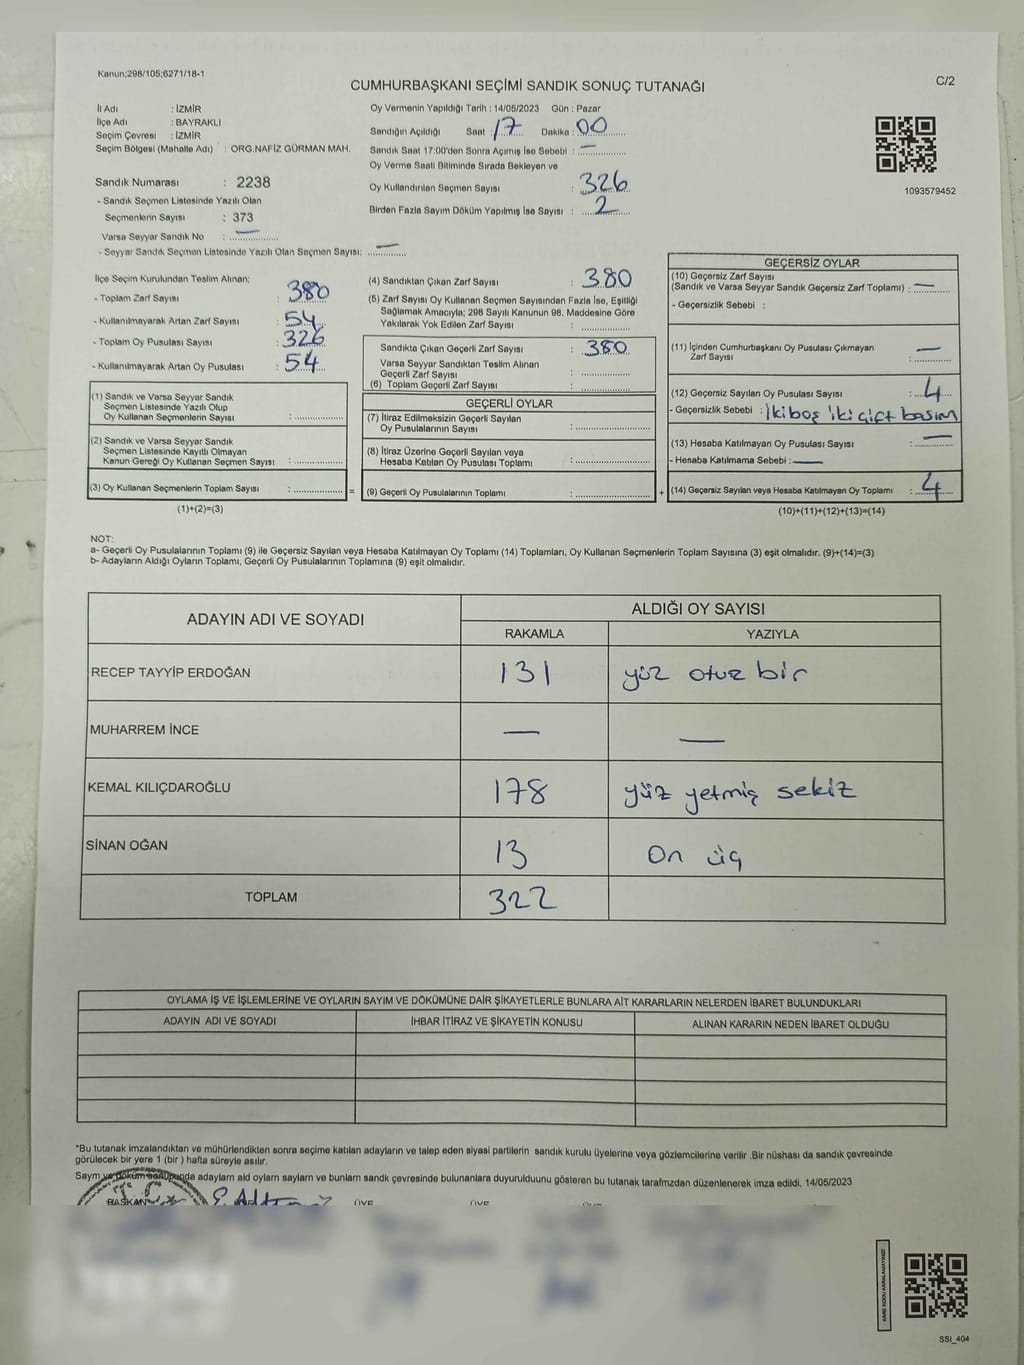 Kanun;298/105;6271/18-1
CUMHURBAŞKANI SEÇİMİ SANDIK SONUÇ TUTANAĞI
C/2
İl Adı : İZMİR
İlçe Adı : BAYRAKLI
Seçim Çevresi : İZMİR
Seçim Bölgesi (Mahalle Adı) : ORG.NAFİZ GÜRMAN MAH.
Sandık Numarası : 2238
- Sandık Seçmen Listesinde Yazılı Olan
Seçmenlerin Sayısı : 373
Varsa Seyyar Sandık No : —
- Seyyar Sandık Seçmen Listesinde Yazılı Olan Seçmen Sayısı: —
Oy Vermenin Yapıldığı Tarih : 14/05/2023 Gün : Pazar
Sandığın Açıldığı Saat : 17 Dakika : 00
Sandık Saat 17:00'den Sonra Açımış İse Sebebi : —
Oy Verme Saati Bitiminde Sırada Bekleyen ve
Oy Kullandırılan Seçmen Sayısı : 326
Birden Fazla Sayım Döküm Yapılmış İse Sayısı : 2
1093579452
İlçe Seçim Kurulundan Teslim Alınan;
- Toplam Zarf Sayısı : 380
- Kullanılmayarak Artan Zarf Sayısı : 54
- Toplam Oy Pusulası Sayısı : 326
- Kullanılmayarak Artan Oy Pusulası : 54
(1) Sandık ve Varsa Seyyar Sandık
Seçmen Listesinde Yazılı Olup
Oy Kullanan Seçmenlerin Sayısı :
(2) Sandık ve Varsa Seyyar Sandık
Seçmen Listesinde Kayıtlı Olmayan
Kanun Gereği Oy Kullanan Seçmen Sayısı :
(3) Oy Kullanan Seçmenlerin Toplam Sayısı : =
(1)+(2)=(3)
(4) Sandıktan Çıkan Zarf Sayısı : 380
(5) Zarf Sayısı Oy Kullanan Seçmen Sayısından Fazla İse, Eşitliği
Sağlamak Amacıyla; 298 Sayılı Kanunun 98. Maddesine Göre
Yakılarak Yok Edilen Zarf Sayısı :
Sandıkta Çıkan Geçerli Zarf Sayısı : 380
Varsa Seyyar Sandıktan Teslim Alınan
Geçerli Zarf Sayısı :
(6) Toplam Geçerli Zarf Sayısı :
GEÇERLİ OYLAR
(7) İtiraz Edilmeksizin Geçerli Sayılan
Oy Pusulalarının Sayısı :
(8) İtiraz Üzerine Geçerli Sayılan veya
Hesaba Katılan Oy Pusulası Toplamı :
(9) Geçerli Oy Pusulalarının Toplamı : +
GEÇERSİZ OYLAR
(10) Geçersiz Zarf Sayısı
(Sandık ve Varsa Seyyar Sandık Geçersiz Zarf Toplamı) : —
- Geçersizlik Sebebi :
(11) İçinden Cumhurbaşkanı Oy Pusulası Çıkmayan
Zarf Sayısı : —
(12) Geçersiz Sayılan Oy Pusulası Sayısı : 4
- Geçersizlik Sebebi : İki boş iki çift basım
(13) Hesaba Katılmayan Oy Pusulası Sayısı : —
- Hesaba Katılmama Sebebi : —
(14) Geçersiz Sayılan veya Hesaba Katılmayan Oy Toplamı : 4
(10)+(11)+(12)+(13)=(14)
NOT:
a- Geçerli Oy Pusulalarının Toplamı (9) ile Geçersiz Sayılan veya Hesaba Katılmayan Oy Toplamı (14) Toplamları, Oy Kullanan Seçmenlerin Toplam Sayısına (3) eşit olmalıdır. (9)+(14)=(3)
b- Adayların Aldığı Oyların Toplamı, Geçerli Oy Pusulalarının Toplamına (9) eşit olmalıdır.
ADAYIN ADI VE SOYADI
ALDIĞI OY SAYISI
RAKAMLA YAZIYLA
RECEP TAYYİP ERDOĞAN 131 yüz otuz bir
MUHARREM İNCE — —
KEMAL KILIÇDAROĞLU 178 yüz yetmiş sekiz
SİNAN OĞAN 13 On üç
TOPLAM 322
OYLAMA İŞ VE İŞLEMLERİNE VE OYLARIN SAYIM VE DÖKÜMÜNE DAİR ŞİKAYETLERLE BUNLARA AİT KARARLARIN NELERDEN İBARET BULUNDUKLARI
ADAYIN ADI VE SOYADI İHBAR İTİRAZ VE ŞİKAYETİN KONUSU ALINAN KARARIN NEDEN İBARET OLDUĞU
*Bu tutanak imzalandıktan ve mühürlendikten sonra seçime katılan adayların ve talep eden siyasi partilerin sandık kurulu üyelerine veya gözlemcilerine verilir .Bir nüshası da sandık çevresinde
görülecek bir yere 1 (bir ) hafta süreyle asılır.
Sayım ve döküm sonucunda adayların aldı oyların sayların ve bunların sandık çevresinde bulunanlara duyurulduunu gösteren bu tutanak tarafımızdan düzenlenerek imza edildi. 14/05/2023
BAŞKAN ÜYE ÜYE
KARE KODU KARALAMAYINIZ!
SSI_404